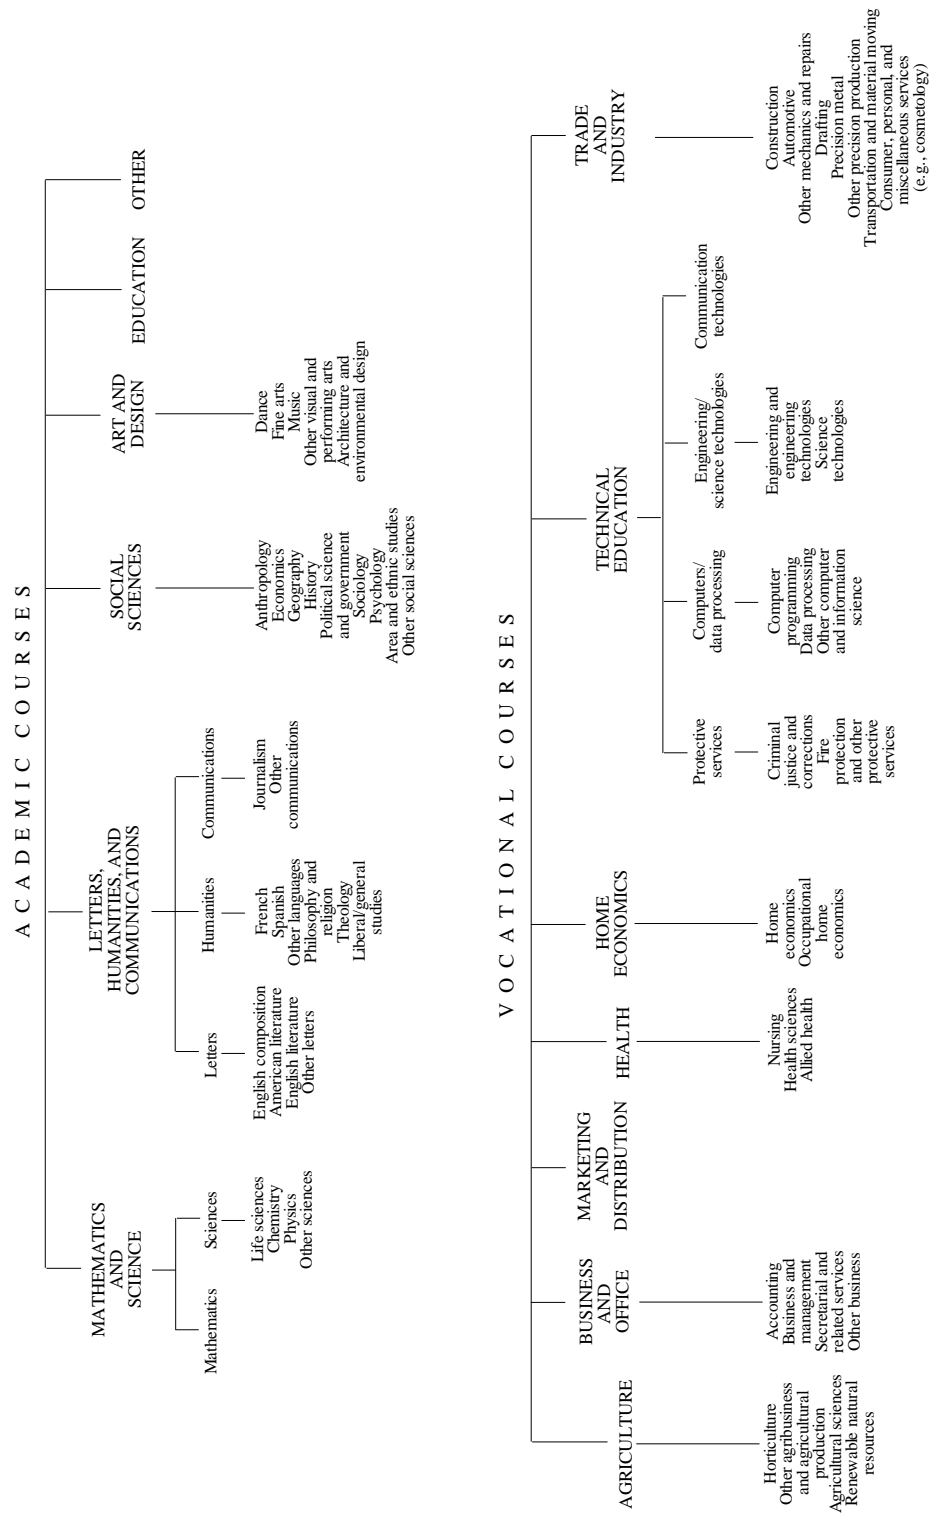 ACADEMIC COURSES
MATHEMATICS
AND
SCIENCE
Mathematics
Sciences
Life sciences
Chemistry
Physics
Other sciences
LETTERS,
HUMANITIES, AND
COMMUNICATIONS
Letters
English composition
American literature
English literature
Other letters
Humanities
French
Spanish
Other languages
Philosophy and
religion
Theology
Liberal/general
studies
Communications
Journalism
Other
communications
SOCIAL
SCIENCES
Anthropology
Economics
Geography
History
Political science
and government
Sociology
Psychology
Area and ethnic studies
Other social sciences
ART AND
DESIGN
Dance
Fine arts
Music
Other visual and
performing arts
Architecture and
environmental design
EDUCATION
OTHER
VOCATIONAL COURSES
AGRICULTURE
Horticulture
Other agribusiness
and agricultural
production
Agricultural sciences
Renewable natural
resources
BUSINESS
AND
OFFICE
Accounting
Business and
management
Secretarial and
related services
Other business
MARKETING
AND
DISTRIBUTION
HEALTH
Nursing
Health sciences
Allied health
HOME
ECONOMICS
Home
economics
Occupational
home
economics
TECHNICAL
EDUCATION
Protective
services
Criminal
justice and
corrections
Fire
protection
and other
protective
services
Computers/
data processing
Computer
programming
Data processing
Other computer
and information
science
Engineering/
science technologies
Engineering and
engineering
technologies
Science
technologies
Communication
technologies
TRADE
AND
INDUSTRY
Construction
Automotive
Other mechanics and repairs
Drafting
Precision metal
Other precision production
Transportation and material moving
Consumer, personal, and
miscellaneous services
(e.g., cosmetology)